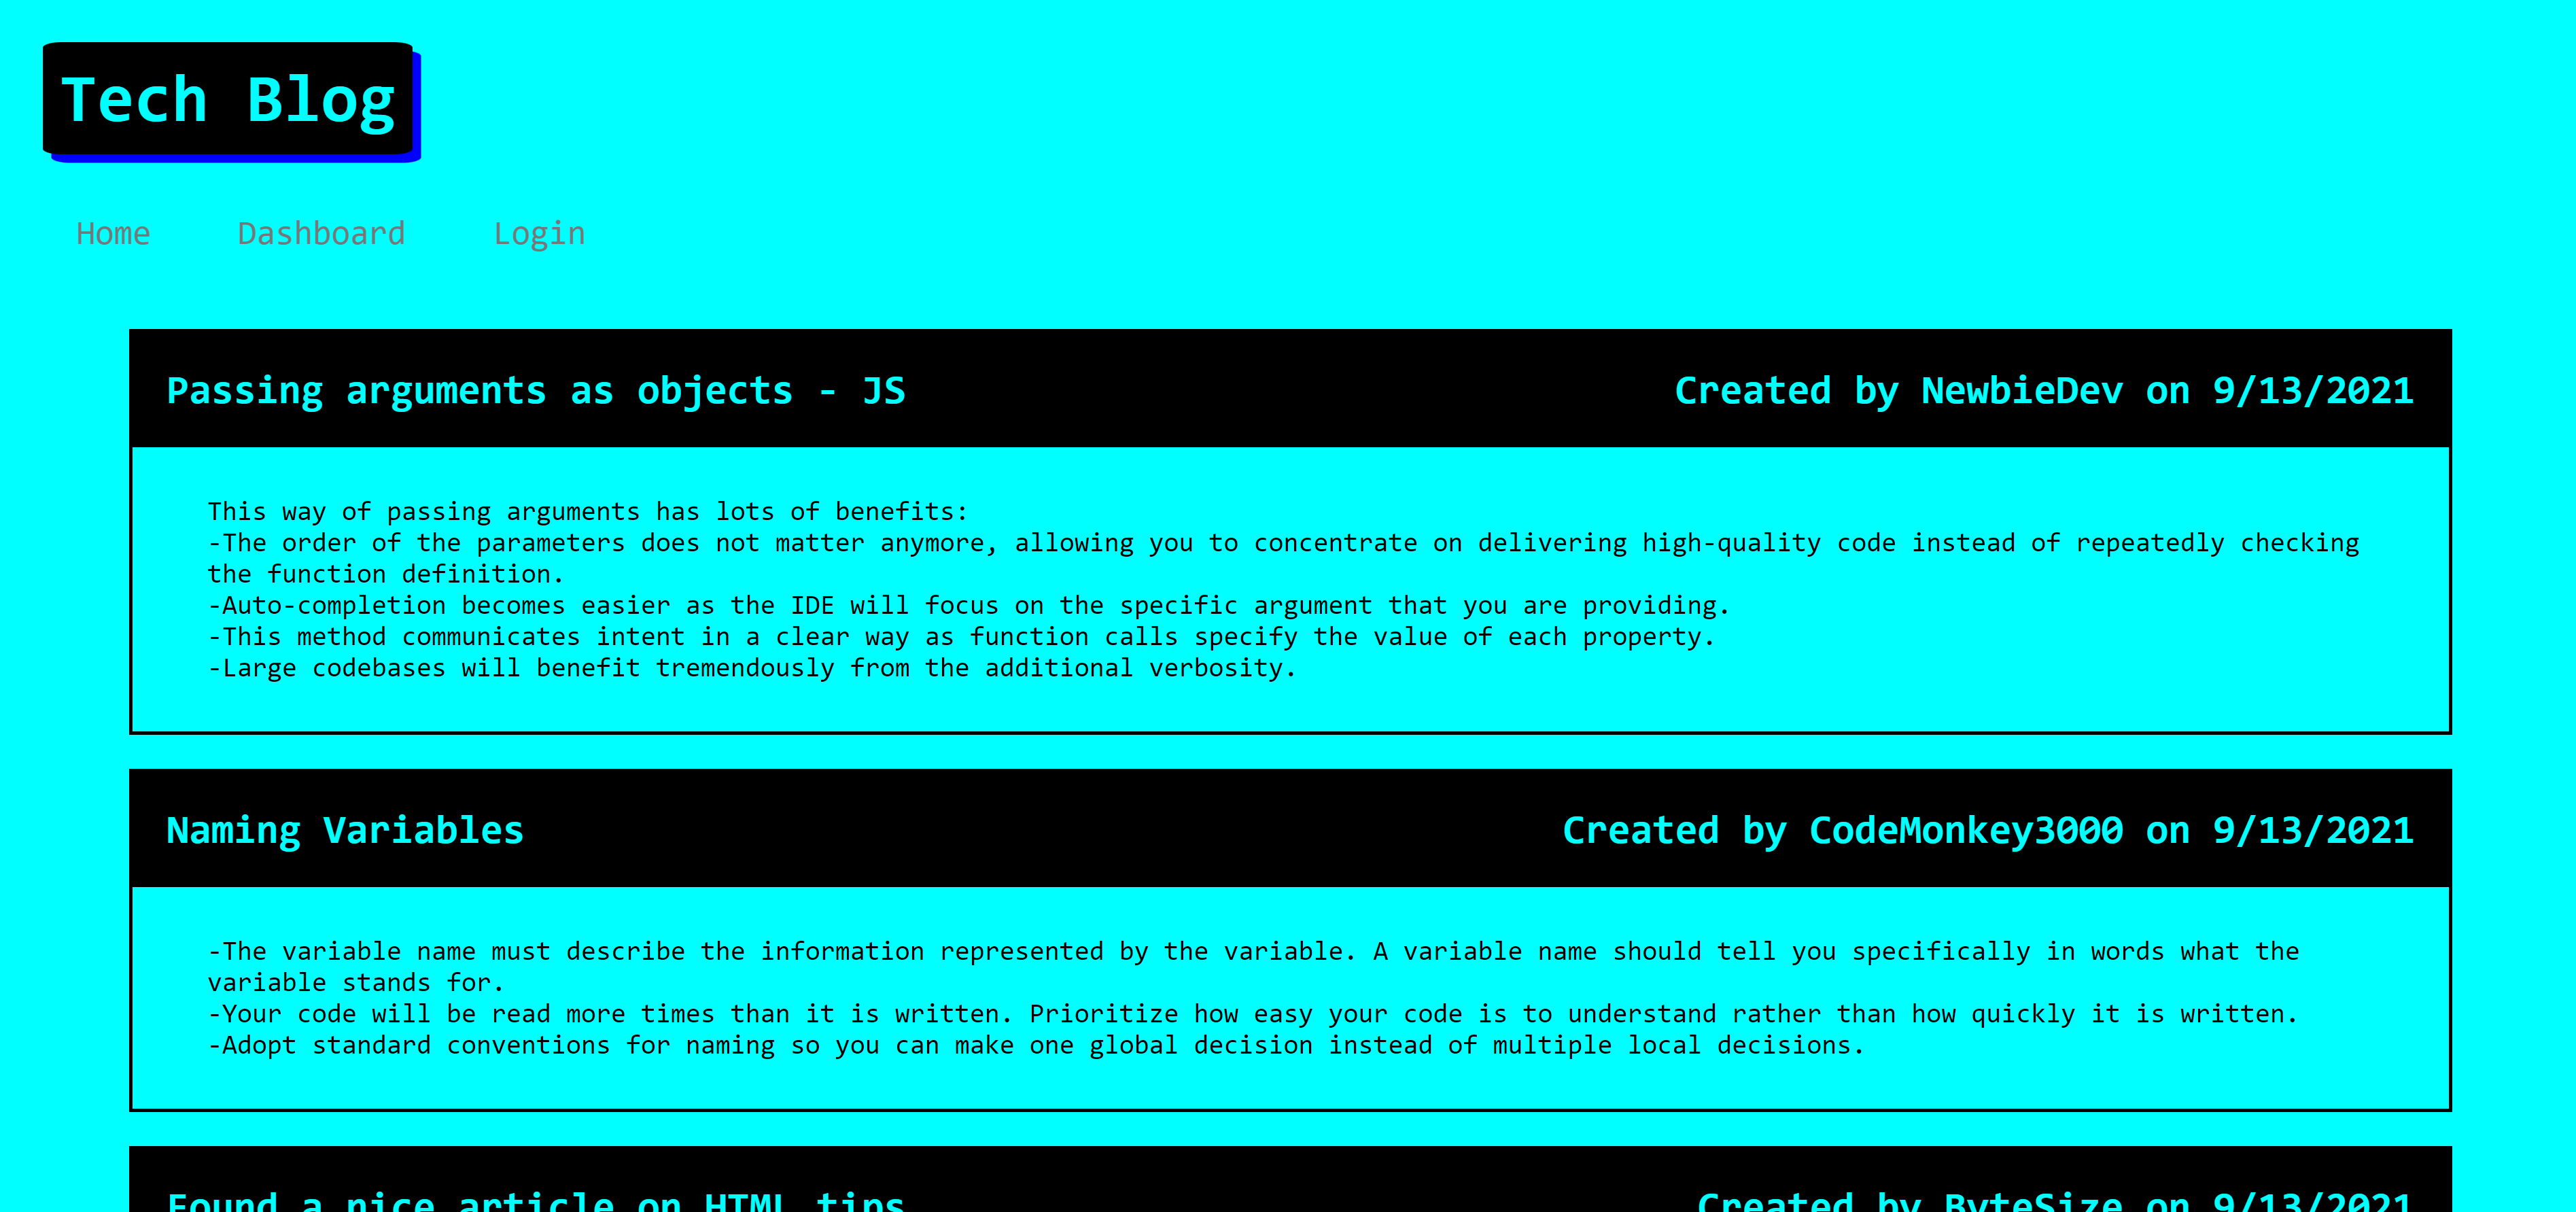 Tech Blog
Home Dashboard Login
Passing arguments as objects - JS Created by NewbieDev on 9/13/2021
This way of passing arguments has lots of benefits:
-The order of the parameters does not matter anymore, allowing you to concentrate on delivering high-quality code instead of repeatedly checking
the function definition.
-Auto-completion becomes easier as the IDE will focus on the specific argument that you are providing.
-This method communicates intent in a clear way as function calls specify the value of each property.
-Large codebases will benefit tremendously from the additional verbosity.
Naming Variables Created by CodeMonkey3000 on 9/13/2021
-The variable name must describe the information represented by the variable. A variable name should tell you specifically in words what the
variable stands for.
-Your code will be read more times than it is written. Prioritize how easy your code is to understand rather than how quickly it is written.
-Adopt standard conventions for naming so you can make one global decision instead of multiple local decisions.
Found a nice article on HTML tips Created by ByteSize on 9/13/2021